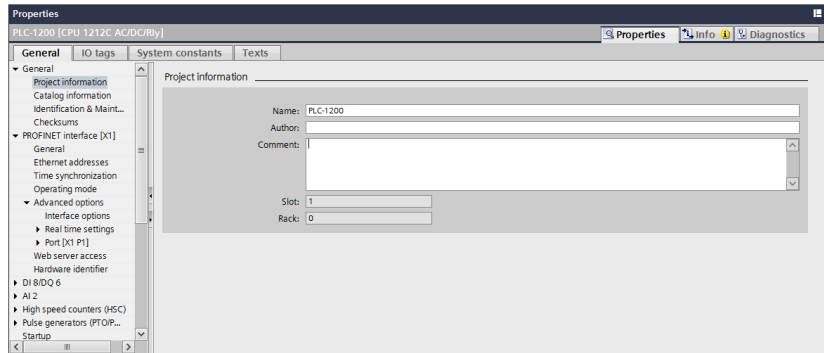 Properties
PLC-1200 [CPU 1212C AC/DC/Rly]
Properties
Info
Diagnostics
General
IO tags
System constants
Texts
General
Project information
Catalog information
Identification & Maint...
Checksums
PROFINET interface [X1]
General
Ethernet addresses
Time synchronization
Operating mode
Advanced options
Interface options
Real time settings
Port [X1 P1]
Web server access
Hardware identifier
DI 8/DQ 6
AI 2
High speed counters (HSC)
Pulse generators (PTO/P...
Startup
Project information
Name: PLC-1200
Author:
Comment:
Slot: 1
Rack: 0